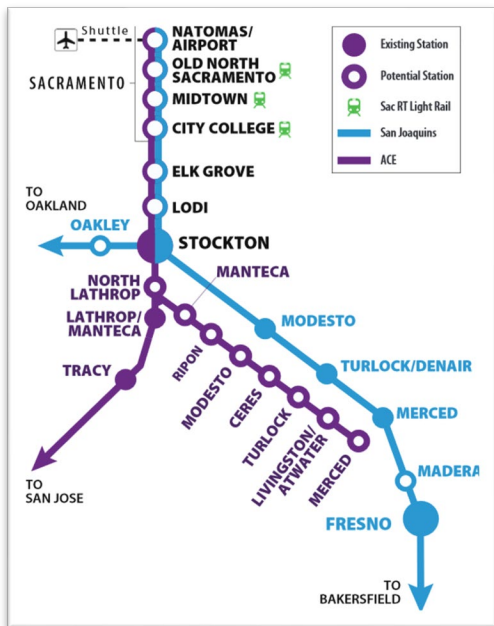 Shuttle
NATOMAS/
AIRPORT
OLD NORTH
SACRAMENTO
SACRAMENTO
MIDTOWN
CITY COLLEGE
ELK GROVE
LODI
TO
OAKLAND
OAKLEY
STOCKTON
NORTH
LATHROP
MANTECA
LATHROP/
MANTECA
RIPON
MODESTO
MODESTO
TRACY
CERES
TURLOCK/DENAIR
TURLOCK
MERCED
LIVINGSTON/
ATWATER
MERCED
MADERA
TO
SAN JOSE
FRESNO
TO
BAKERSFIELD
Existing Station
Potential Station
Sac RT Light Rail
San Joaquins
ACE